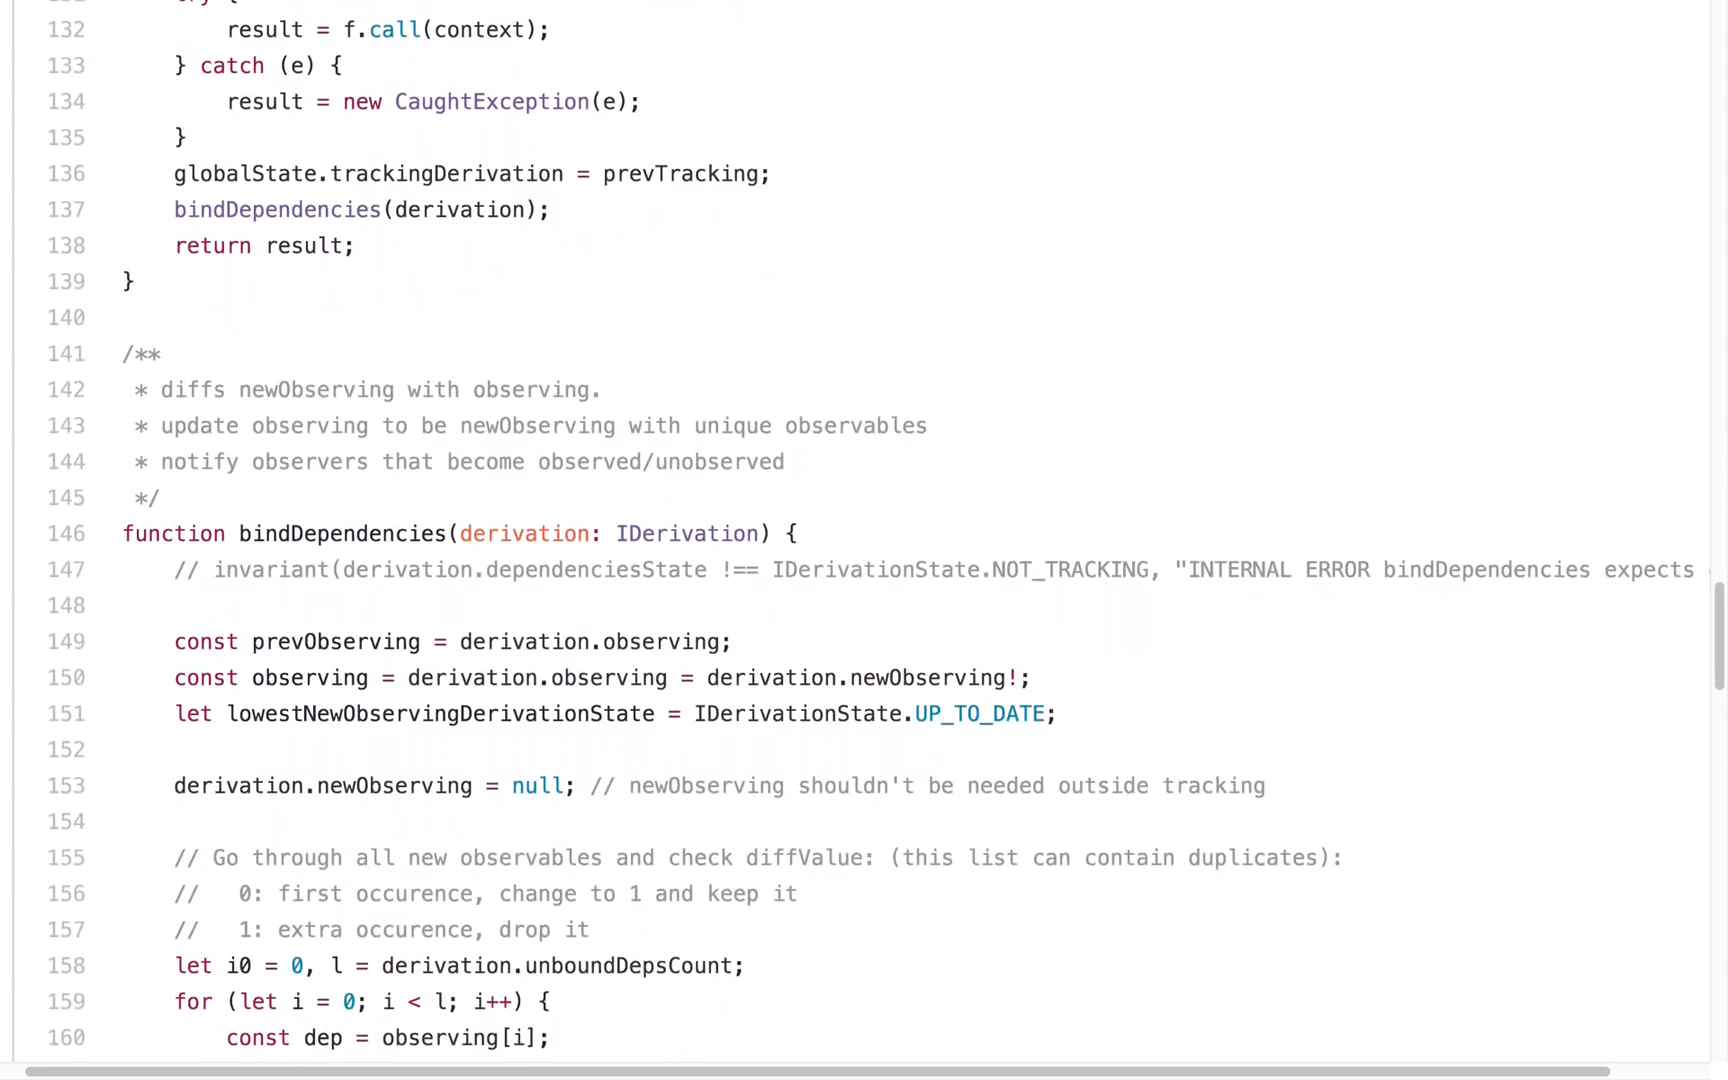 132 result = f.call(context);
133 } catch (e) {
134 result = new CaughtException(e);
135 }
136 globalState.trackingDerivation = prevTracking;
137 bindDependencies(derivation);
138 return result;
139 }
140
141 /**
142 * diffs newObserving with observing.
143 * update observing to be newObserving with unique observables
144 * notify observers that become observed/unobserved
145 */
146 function bindDependencies(derivation: IDerivation) {
147 // invariant(derivation.dependenciesState !== IDerivationState.NOT_TRACKING, "INTERNAL ERROR bindDependencies expects
148
149 const prevObserving = derivation.observing;
150 const observing = derivation.observing = derivation.newObserving!;
151 let lowestNewObservingDerivationState = IDerivationState.UP_TO_DATE;
152
153 derivation.newObserving = null; // newObserving shouldn't be needed outside tracking
154
155 // Go through all new observables and check diffValue: (this list can contain duplicates):
156 //   0: first occurence, change to 1 and keep it
157 //   1: extra occurence, drop it
158 let i0 = 0, l = derivation.unboundDepsCount;
159 for (let i = 0; i < l; i++) {
160 const dep = observing[i];